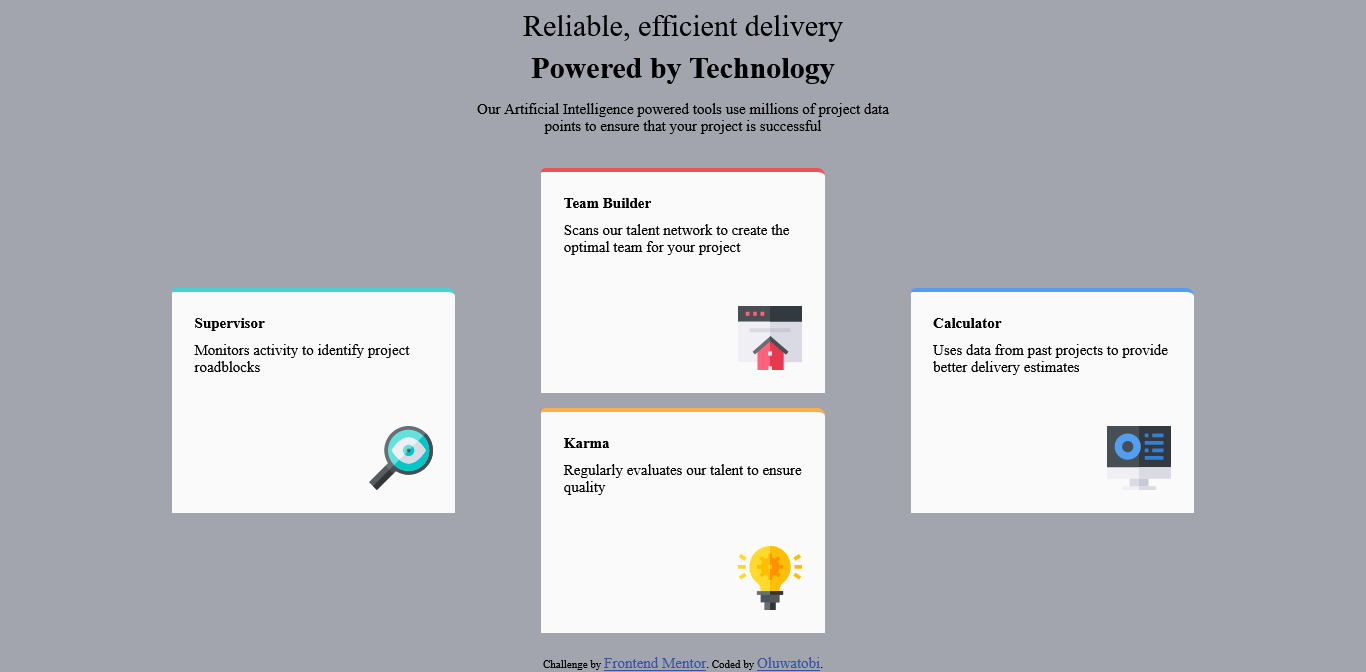 Reliable, efficient delivery
Powered by Technology
Our Artificial Intelligence powered tools use millions of project data
points to ensure that your project is successful
Supervisor
Monitors activity to identify project
roadblocks
Team Builder
Scans our talent network to create the
optimal team for your project
Karma
Regularly evaluates our talent to ensure
quality
Calculator
Uses data from past projects to provide
better delivery estimates
Challenge by Frontend Mentor. Coded by Oluwatobi.